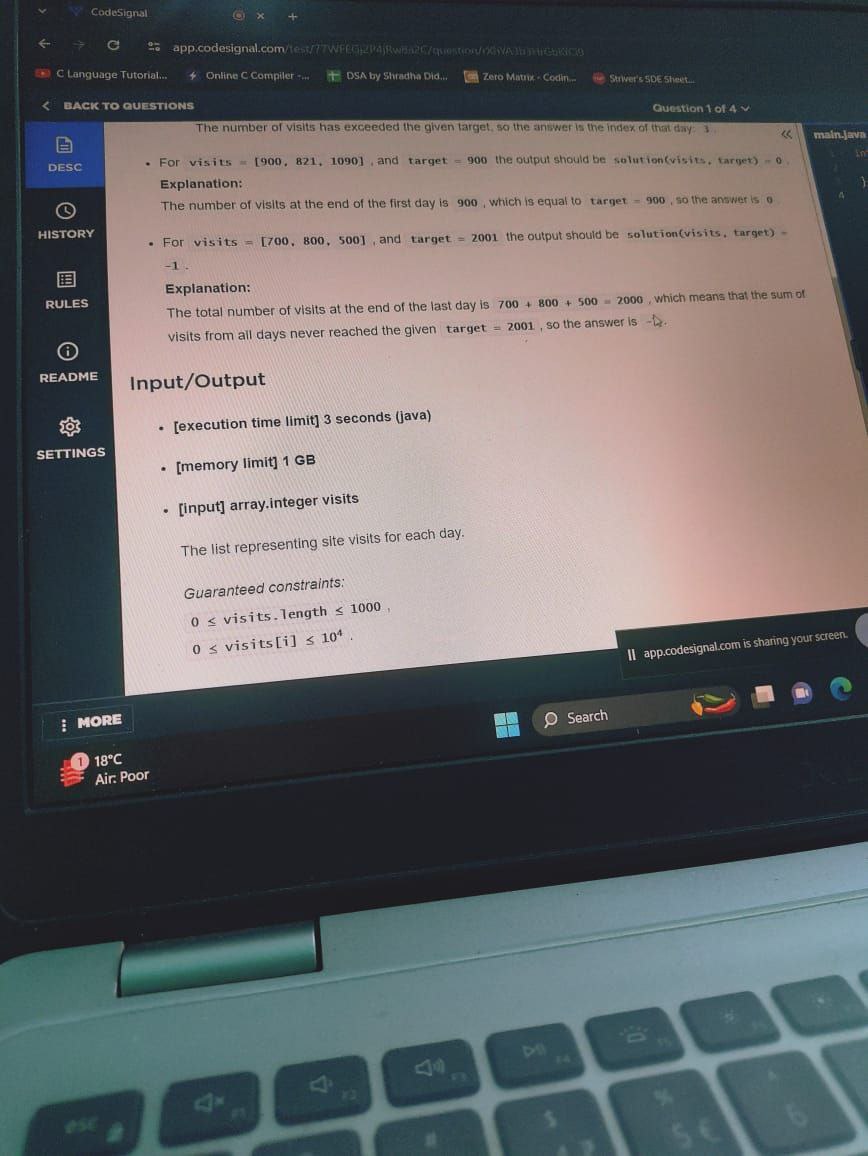 CodeSignal
app.codesignal.com/test/
C Language Tutorial...
Online C Compiler -...
DSA by Shradha Did...
Zero Matrix - Codin...
Striver's SDE Sheet...
BACK TO QUESTIONS
Question 1 of 4
DESC
HISTORY
RULES
README
SETTINGS
MORE
main.java
4
The number of visits has exceeded the given target, so the answer is the index of that day: 3.
• For visits = [900, 821, 1090], and target = 900 the output should be solution(visits, target) = 0.
Explanation:
The number of visits at the end of the first day is 900, which is equal to target = 900, so the answer is 0
• For visits = [700, 800, 500], and target = 2001 the output should be solution(visits, target) =
-1.
Explanation:
The total number of visits at the end of the last day is 700 + 800 + 500 = 2000, which means that the sum of
visits from all days never reached the given target = 2001, so the answer is -
Input/Output
• [execution time limit] 3 seconds (java)
• [memory limit] 1 GB
• [input] array.integer visits
The list representing site visits for each day.
Guaranteed constraints:
0 ≤ visits.length ≤ 1000,
0 ≤ visits[i] ≤ 10⁴.
app.codesignal.com is sharing your screen.
Search
1
18°C
Air: Poor
esc
F1
F2
F3
F4
F5
#
$
%
5 €
6